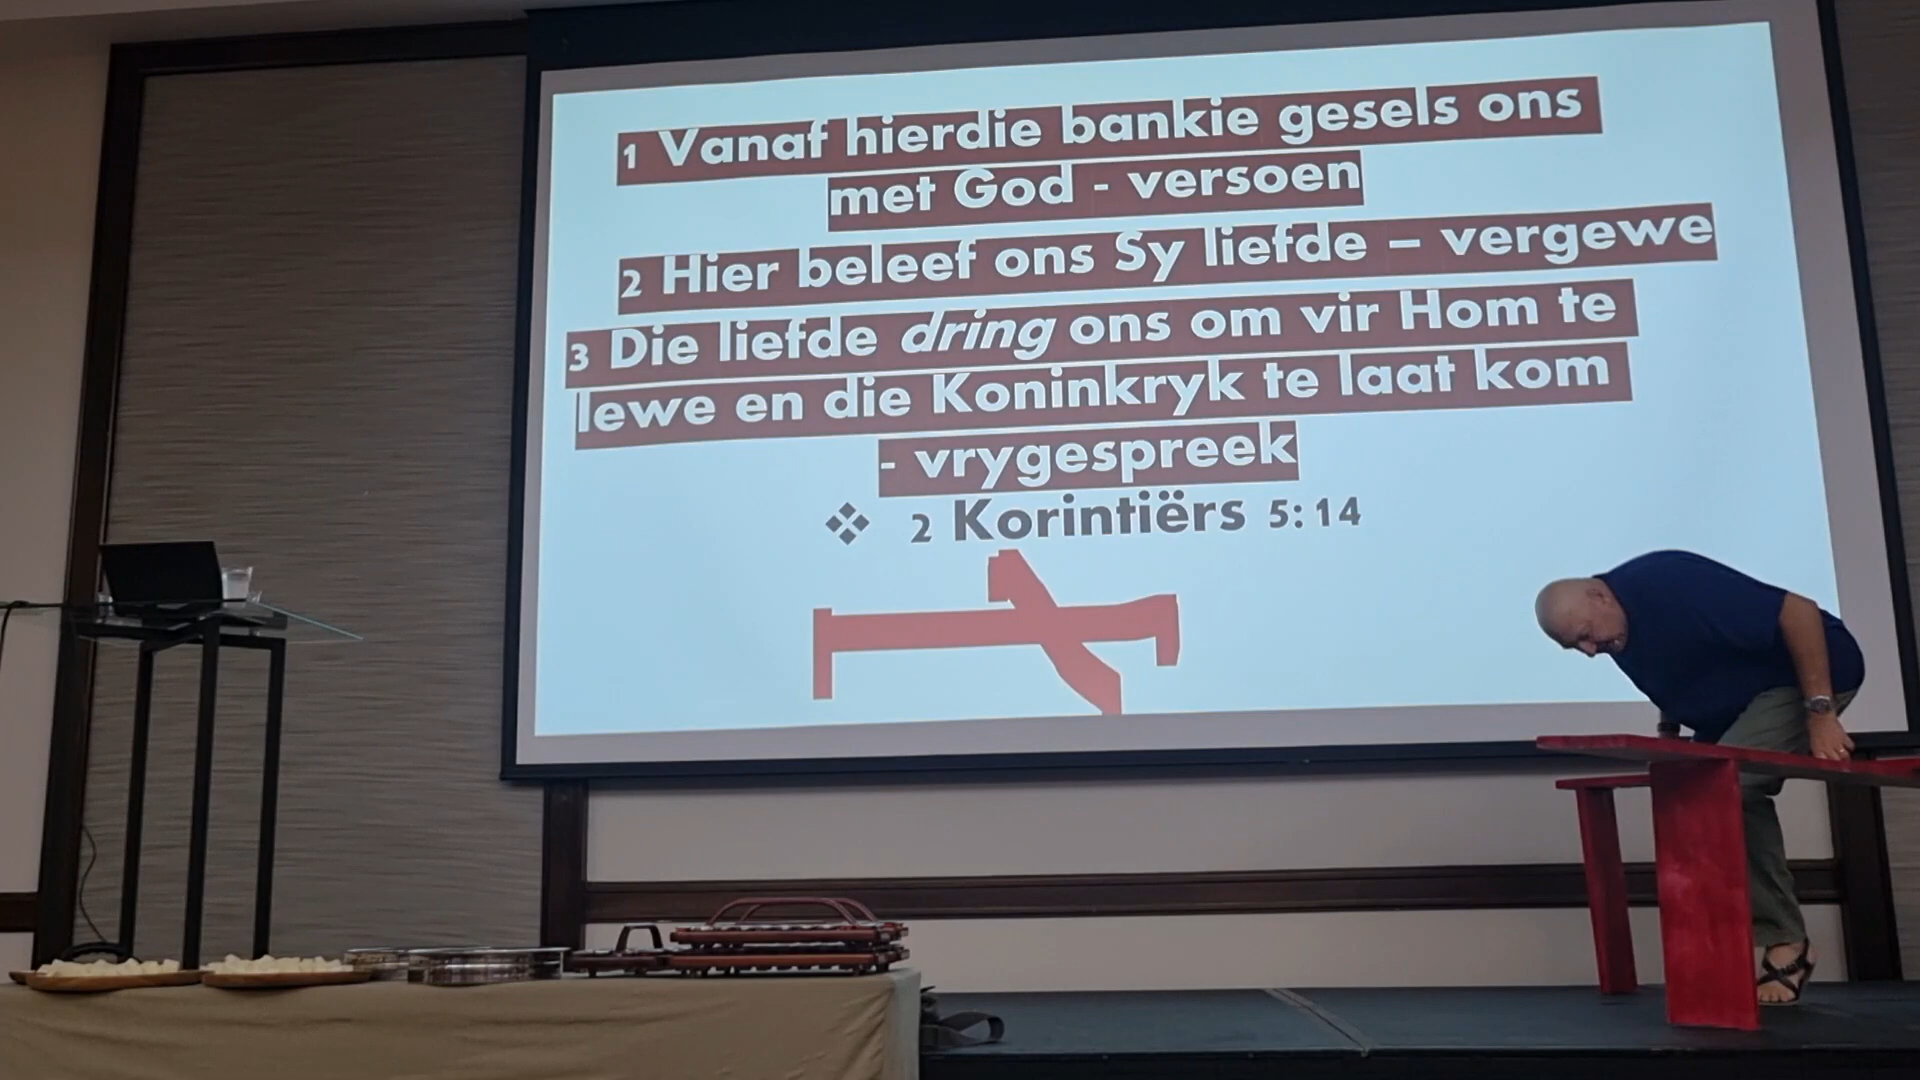 1 Vanaf hierdie bankie gesels ons
met God - versoen
2 Hier beleef ons Sy liefde – vergewe
3 Die liefde dring ons om vir Hom te
lewe en die Koninkryk te laat kom
- vrygespreek
❖ 2 Korintiërs 5:14